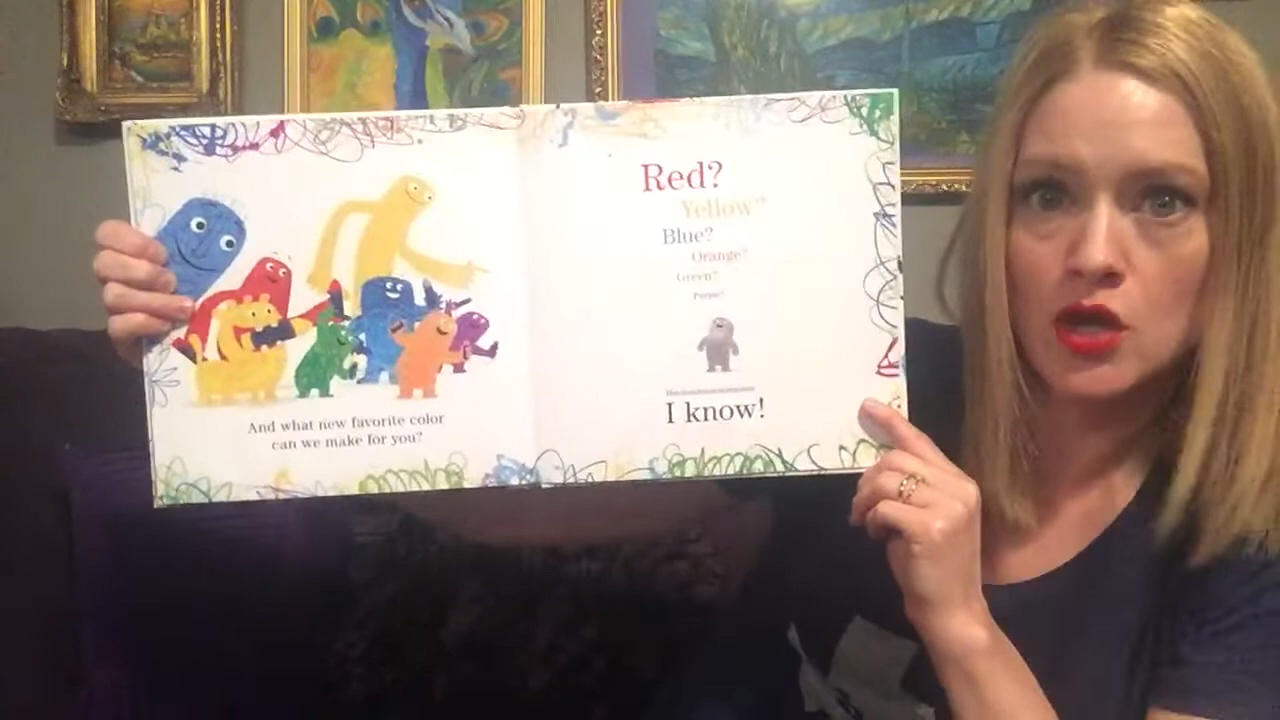 And what new favorite color
can we make for you?
Red?
Yellow?
Blue?
Orange?
Green?
Purple?
I know!